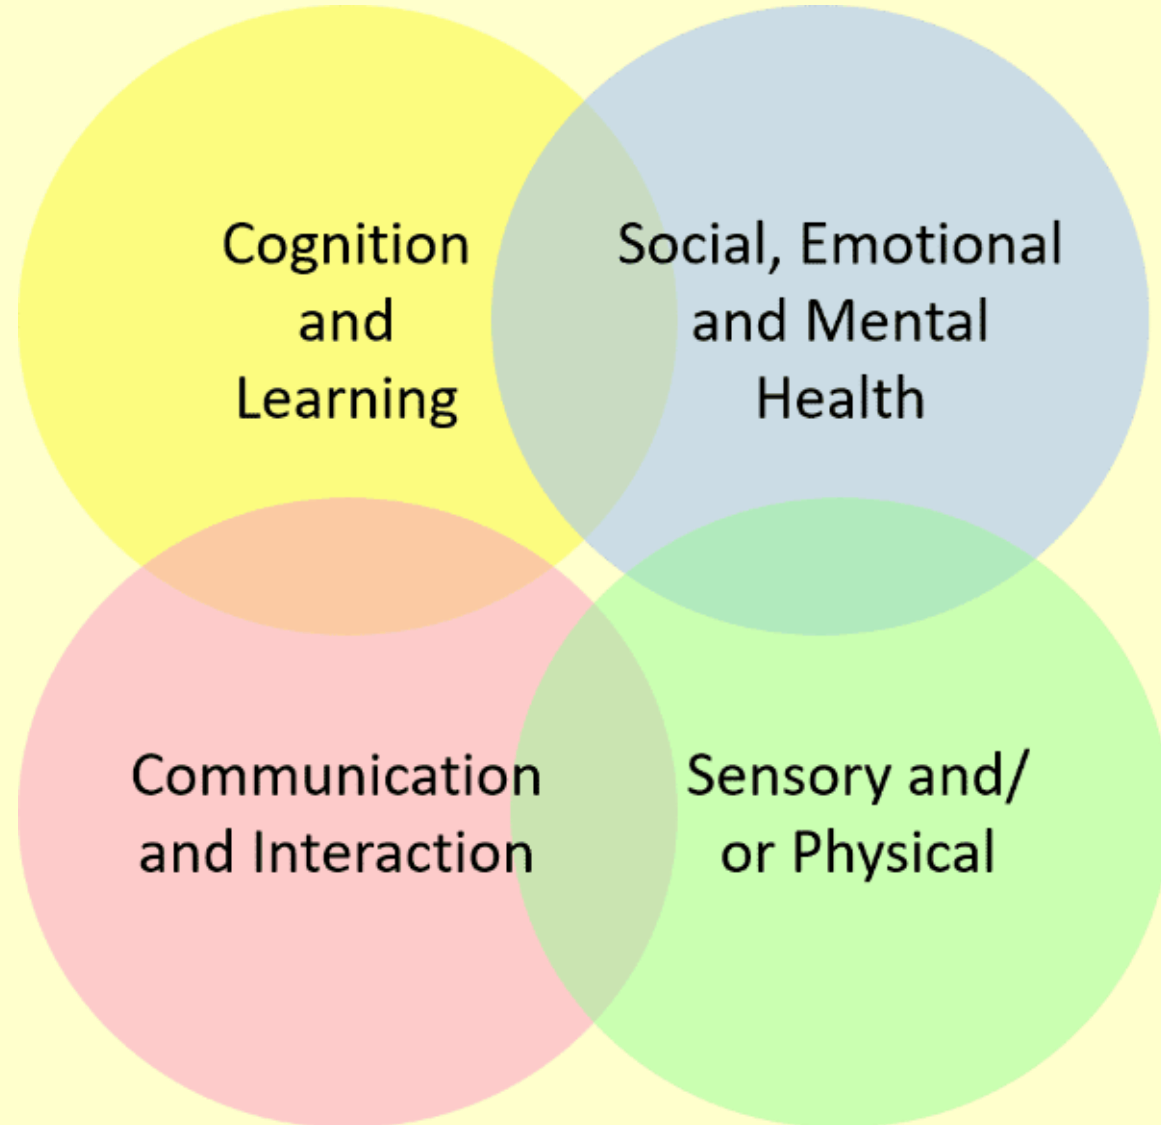 Cognition
and
Learning
Social, Emotional
and Mental
Health
Communication
and Interaction
Sensory and/
or Physical